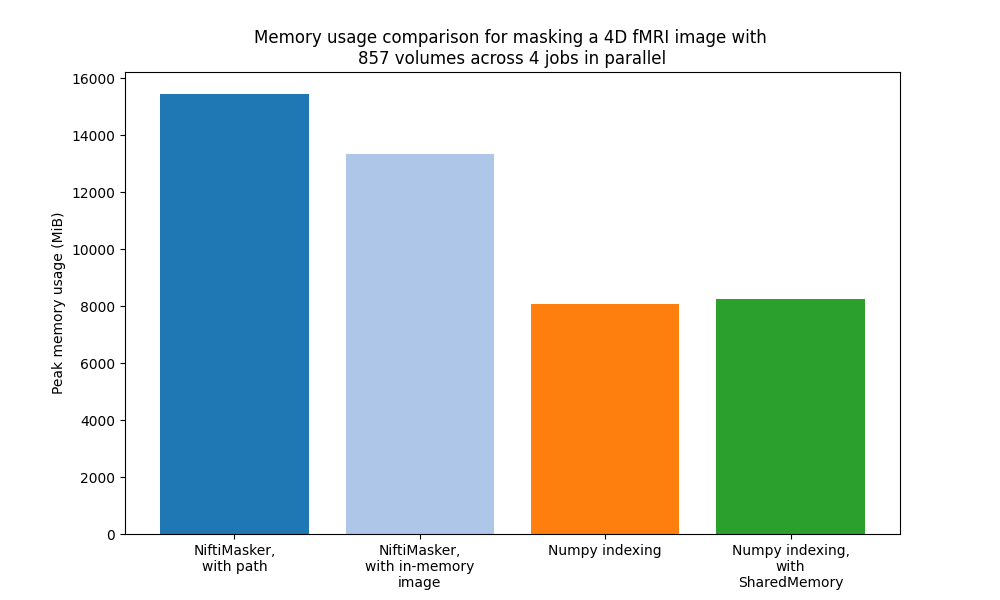 Memory usage comparison for masking a 4D fMRI image with
857 volumes across 4 jobs in parallel
16000
14000
12000
10000
8000
6000
4000
2000
0
Peak memory usage (MiB)
NiftiMasker,
with path
NiftiMasker,
with in-memory
image
Numpy indexing
Numpy indexing,
with
SharedMemory